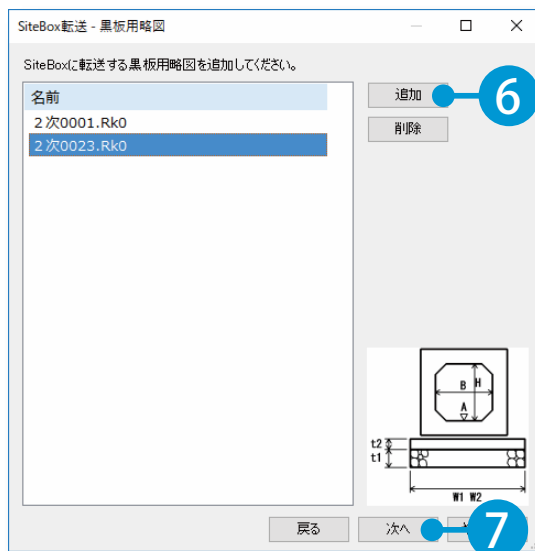 SiteBox転送 - 黒板用略図
SiteBoxに転送する黒板用略図を追加してください。
名前
2次0001.Rk0
2次0023.Rk0
追加
6
削除
B H
A
t2
t1
W1 W2
戻る
次へ
7